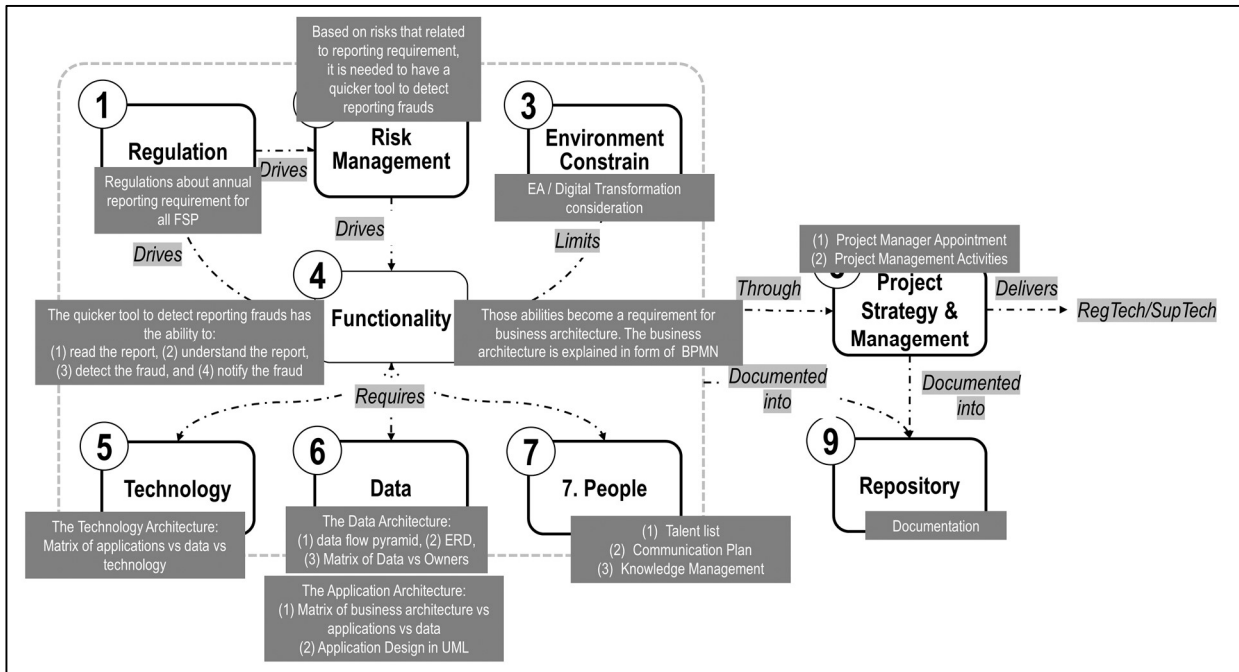 Based on risks that related
to reporting requirement,
it is needed to have a
quicker tool to detect
reporting frauds
1
Regulation
Regulations about annual
reporting requirement for
all FSP
Drives
Risk
Management
3
Environment
Constrain
EA / Digital Transformation
consideration
Drives
Drives
Limits
4
Functionality
The quicker tool to detect reporting frauds has
the ability to:
(1) read the report, (2) understand the report,
(3) detect the fraud, and (4) notify the fraud
Those abilities become a requirement for
business architecture. The business
architecture is explained in form of BPMN
Through
(1) Project Manager Appointment
(2) Project Management Activities
Project
Strategy &
Management
Delivers
RegTech/SupTech
Requires
Documented
into
Documented
into
5
Technology
The Technology Architecture:
Matrix of applications vs data vs
technology
6
Data
The Data Architecture:
(1) data flow pyramid, (2) ERD,
(3) Matrix of Data vs Owners
The Application Architecture:
(1) Matrix of business architecture vs
applications vs data
(2) Application Design in UML
7
7. People
(1) Talent list
(2) Communication Plan
(3) Knowledge Management
9
Repository
Documentation